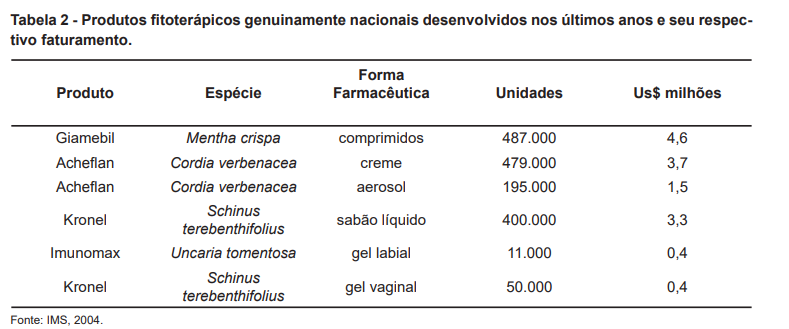 Tabela 2 - Produtos fitoterápicos genuinamente nacionais desenvolvidos nos últimos anos e seu respec-
tivo faturamento.
Produto Espécie Forma Farmacêutica Unidades Us$ milhões
Giamebil Mentha crispa comprimidos 487.000 4,6
Acheflan Cordia verbenacea creme 479.000 3,7
Acheflan Cordia verbenacea aerosol 195.000 1,5
Kronel Schinus terebenthifolius sabão líquido 400.000 3,3
Imunomax Uncaria tomentosa gel labial 11.000 0,4
Kronel Schinus terebenthifolius gel vaginal 50.000 0,4
Fonte: IMS, 2004.